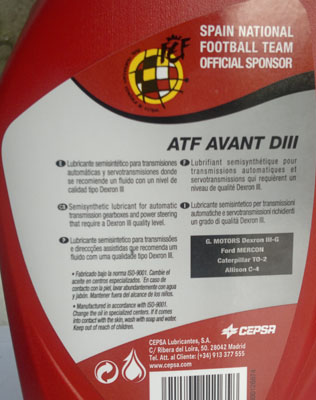 SPAIN NATIONAL
FOOTBALL TEAM
OFFICIAL SPONSOR
ATF AVANT DIII
E Lubricante semisintético para transmisiones
automáticas y servotransmisiones donde
se recomiende un fluido con un nivel de
calidad tipo Dexron III.
GB Semisynthetic lubricant for automatic
transmission gearboxes and power steering
that require a Dexron III quality level.
P Lubricante semisintetico para transmissões
e direcções assistidas que recomenda um
fluido com uma qualidade tipo Dexron III.
F Lubrifiant semisynthétique pour
transmissions automatiques et
servotransmissions qui requièrent un
niveau de qualité Dexron III.
I Lubricante semisintetico per transmissioni
automatiche e servotrasmissioni richidenti
un grado di quality Dexron III.
G. MOTORS Dexron III-G
Ford MERCON
Caterpillar TO-2
Allison C-4
• Fabricado bajo la norma ISO-9001. Cambie el
aceite en centros especializados. En caso de
contacto con la piel, lavar abundantemente con agua
y jabón. Mantener fuera del alcance de los niños.
• Manufactured in accordance with ISO-9001.
Change the oil in specialized centers. If it comes
into contact with the skin, wash with soap and water.
Keep out of reach of children.
CEPSA
CEPSA Lubricantes, S.A.
C/ Ribera del Loira, 50. 28042 Madrid
Tel. Att. al Cliente: (+34) 913 377 555
www.cepsa.com